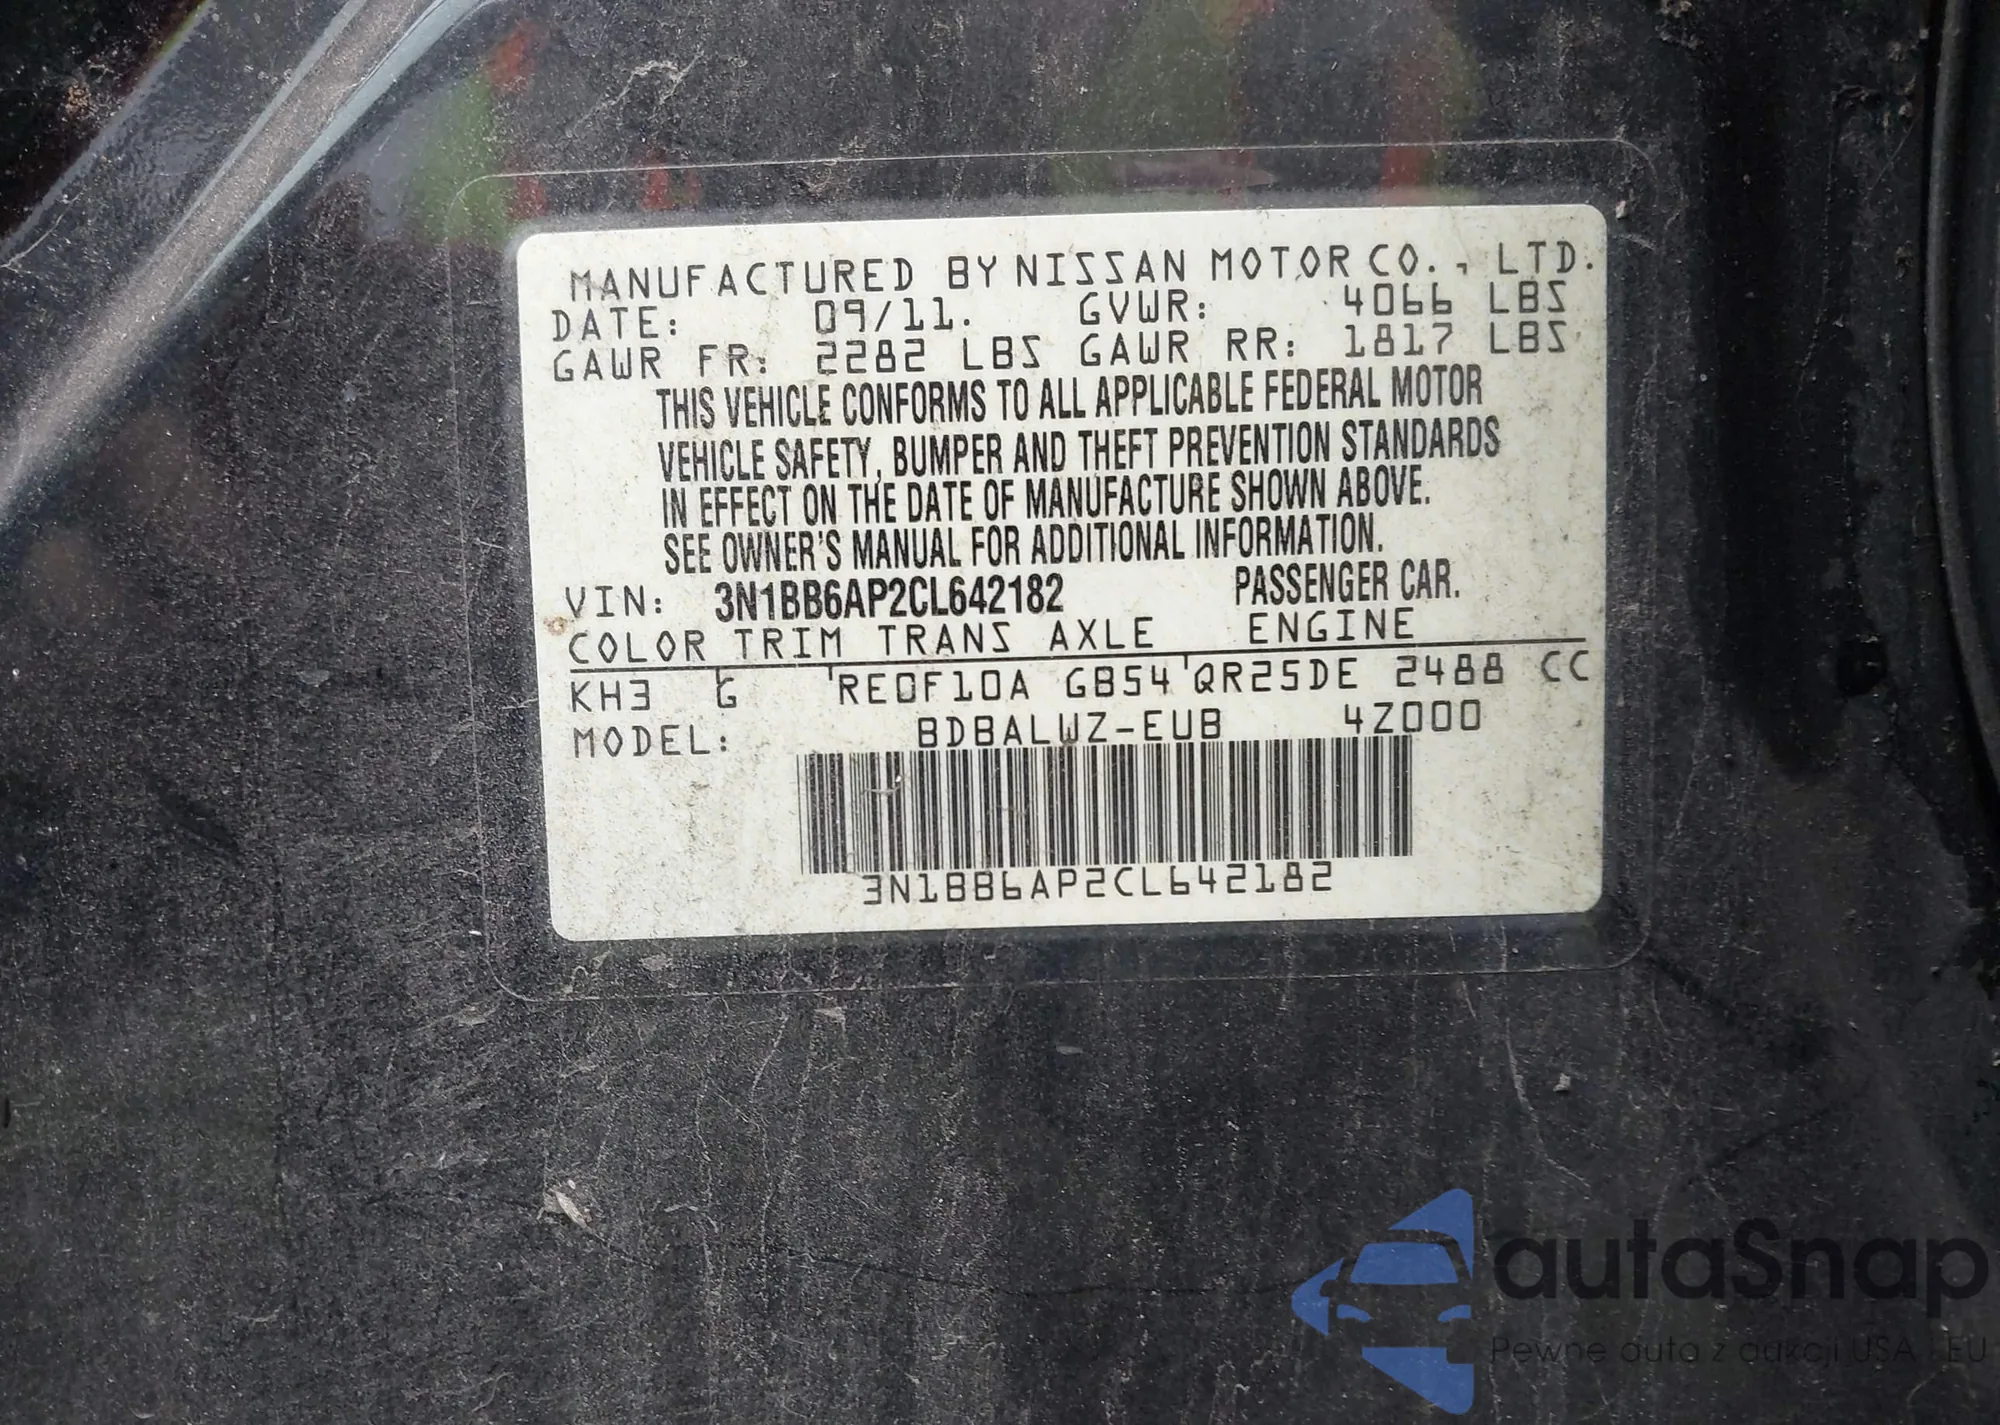 MANUFACTURED BY NISSAN MOTOR CO., LTD.
DATE: 09/11. GVWR: 4066 LBS
GAWR FR: 2282 LBS GAWR RR: 1817 LBS
THIS VEHICLE CONFORMS TO ALL APPLICABLE FEDERAL MOTOR
VEHICLE SAFETY, BUMPER AND THEFT PREVENTION STANDARDS
IN EFFECT ON THE DATE OF MANUFACTURE SHOWN ABOVE.
SEE OWNER'S MANUAL FOR ADDITIONAL INFORMATION.
VIN: 3N1BB6AP2CL642182 PASSENGER CAR.
COLOR TRIM TRANS AXLE ENGINE
KH3 G RE0F10A GB54 QR25DE 2488 CC
MODEL: BDBALWZ-EUB 4Z000
3N1BB6AP2CL642182
autaSnap
Pewne auta z aukcji USA i EU